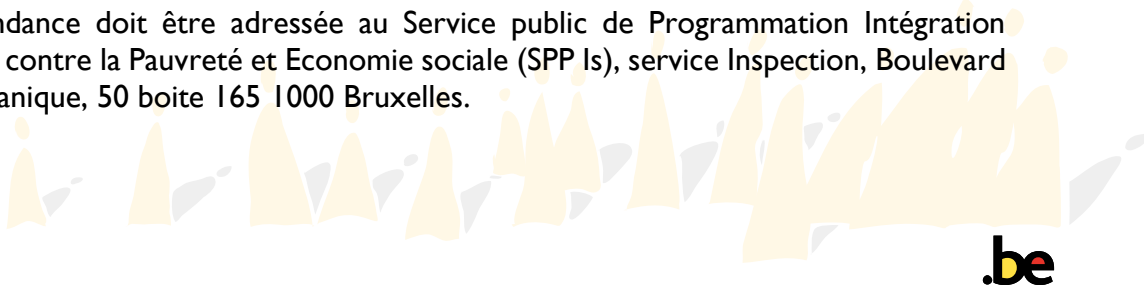 ndance doit être adressée au Service public de Programmation Intégration
contre la Pauvreté et Economie sociale (SPP Is), service Inspection, Boulevard
anique, 50 boite 165 1000 Bruxelles.
.be